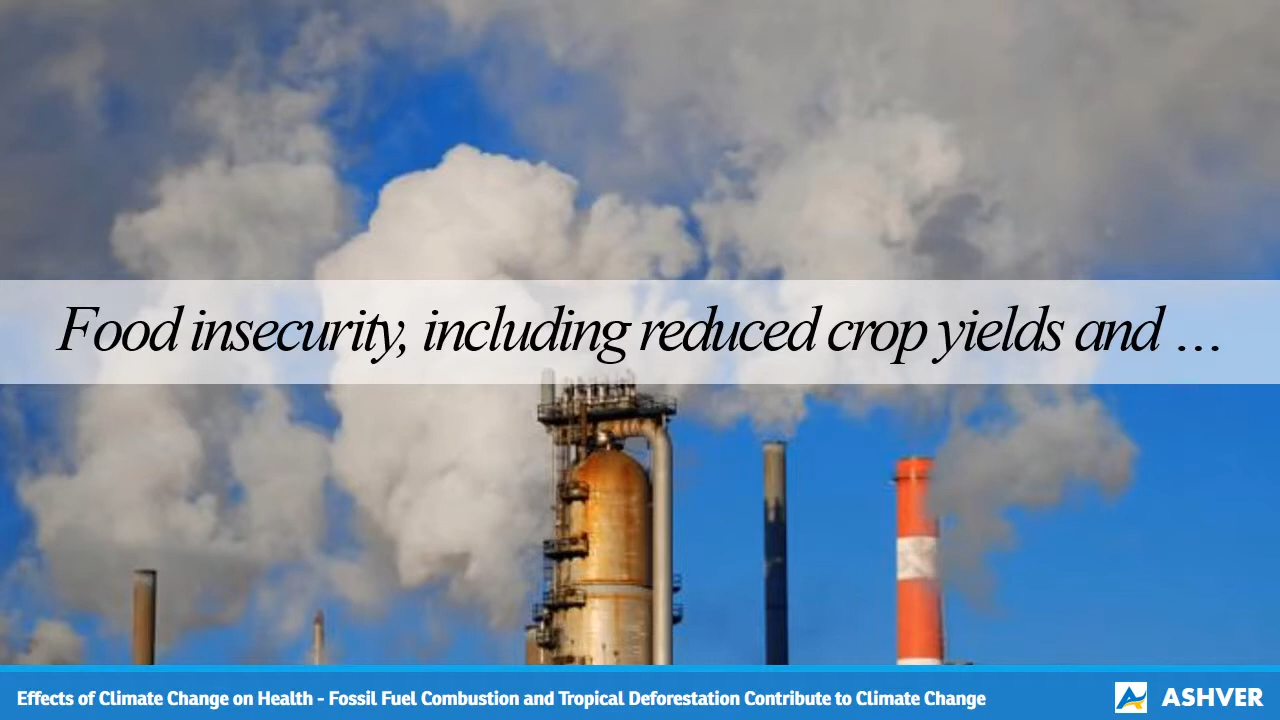 Food insecurity, including reduced crop yields and …
Effects of Climate Change on Health - Fossil Fuel Combustion and Tropical Deforestation Contribute to Climate Change
ASHVER